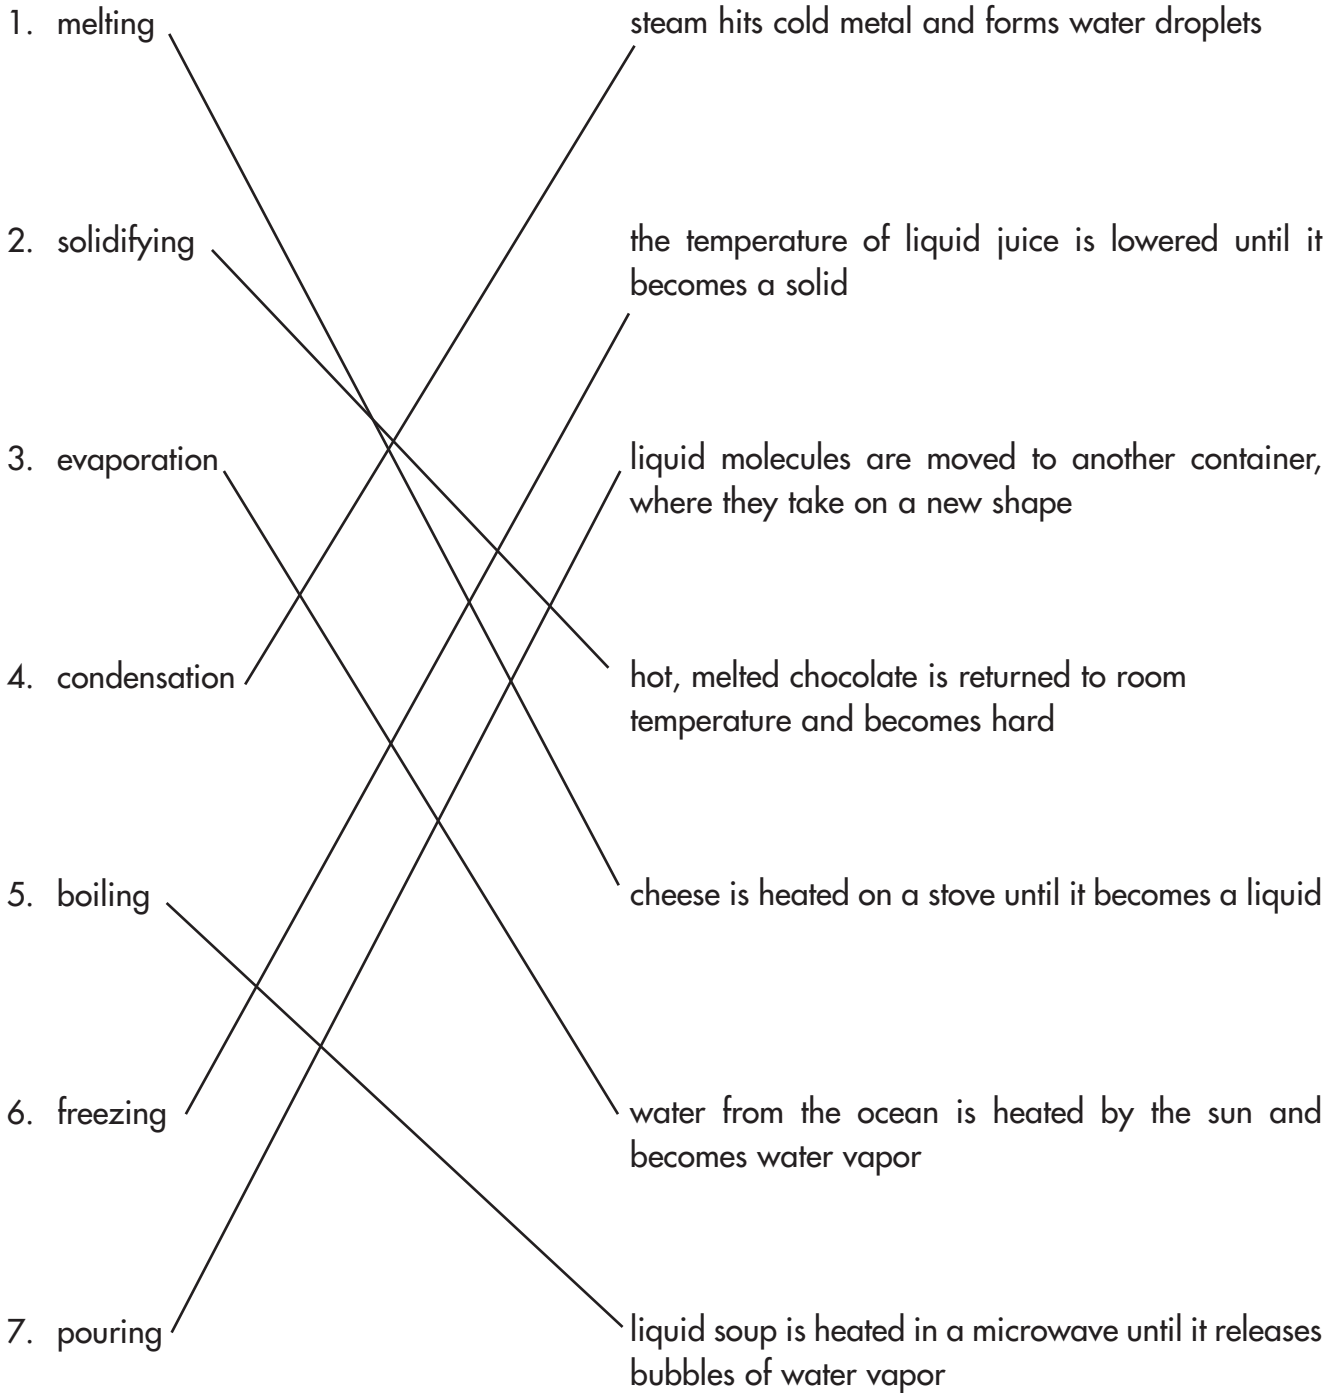 1. melting
steam hits cold metal and forms water droplets
2. solidifying
the temperature of liquid juice is lowered until it
becomes a solid
3. evaporation
liquid molecules are moved to another container,
where they take on a new shape
4. condensation
hot, melted chocolate is returned to room
temperature and becomes hard
5. boiling
cheese is heated on a stove until it becomes a liquid
6. freezing
water from the ocean is heated by the sun and
becomes water vapor
7. pouring
liquid soup is heated in a microwave until it releases
bubbles of water vapor